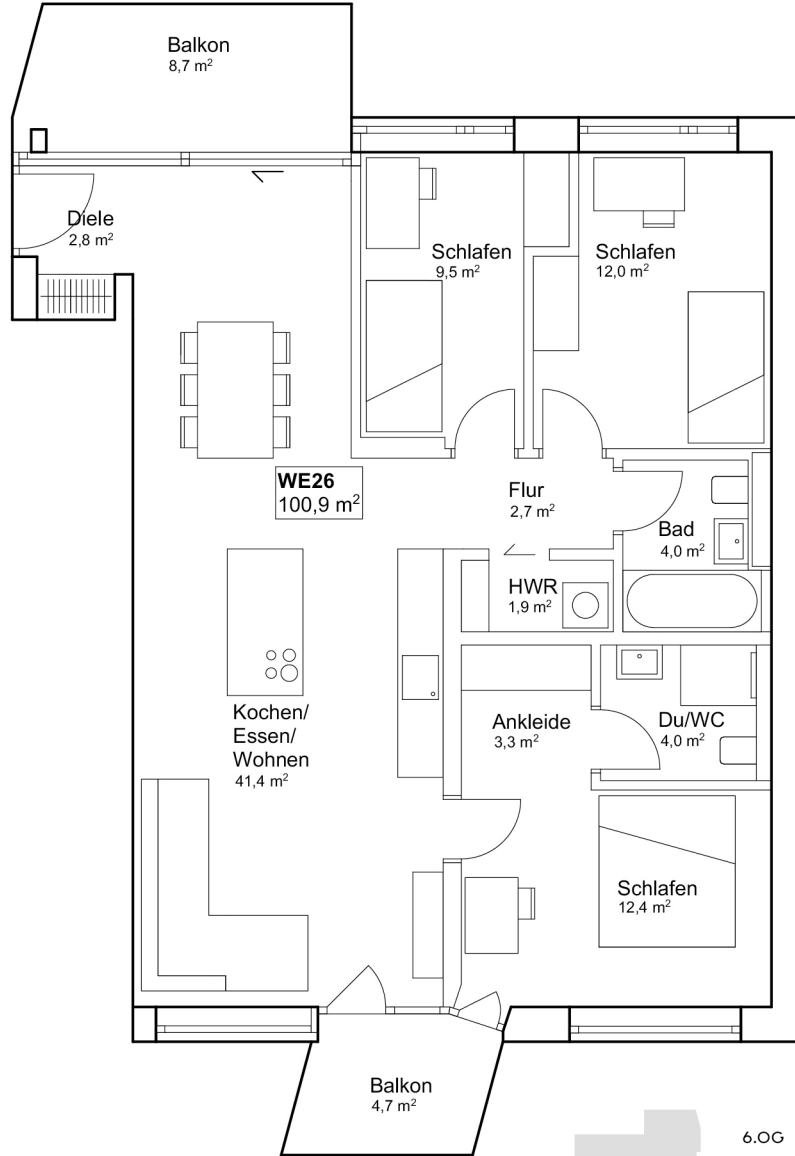 Balkon
8,7 m²
Diele
2,8 m²
Schlafen
9,5 m²
Schlafen
12,0 m²
WE26
100,9 m²
Flur
2,7 m²
Bad
4,0 m²
HWR
1,9 m²
Kochen/
Essen/
Wohnen
41,4 m²
Ankleide
3,3 m²
Du/WC
4,0 m²
Schlafen
12,4 m²
Balkon
4,7 m²
6.OG